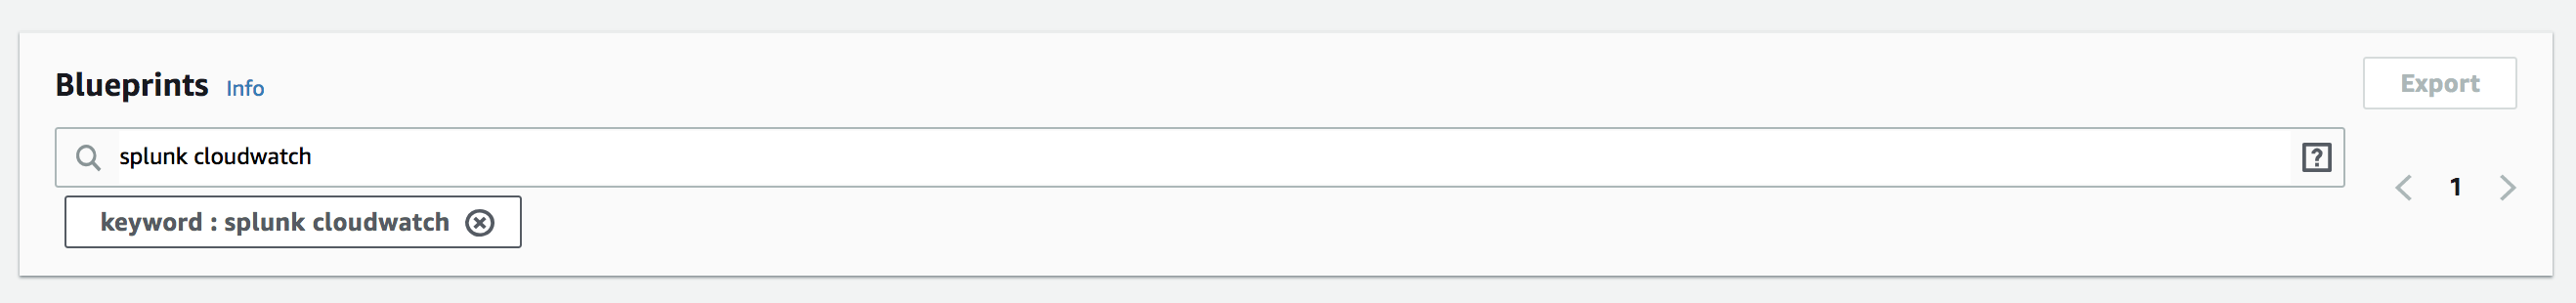 Blueprints Info
Export
splunk cloudwatch
?
1
keyword : splunk cloudwatch